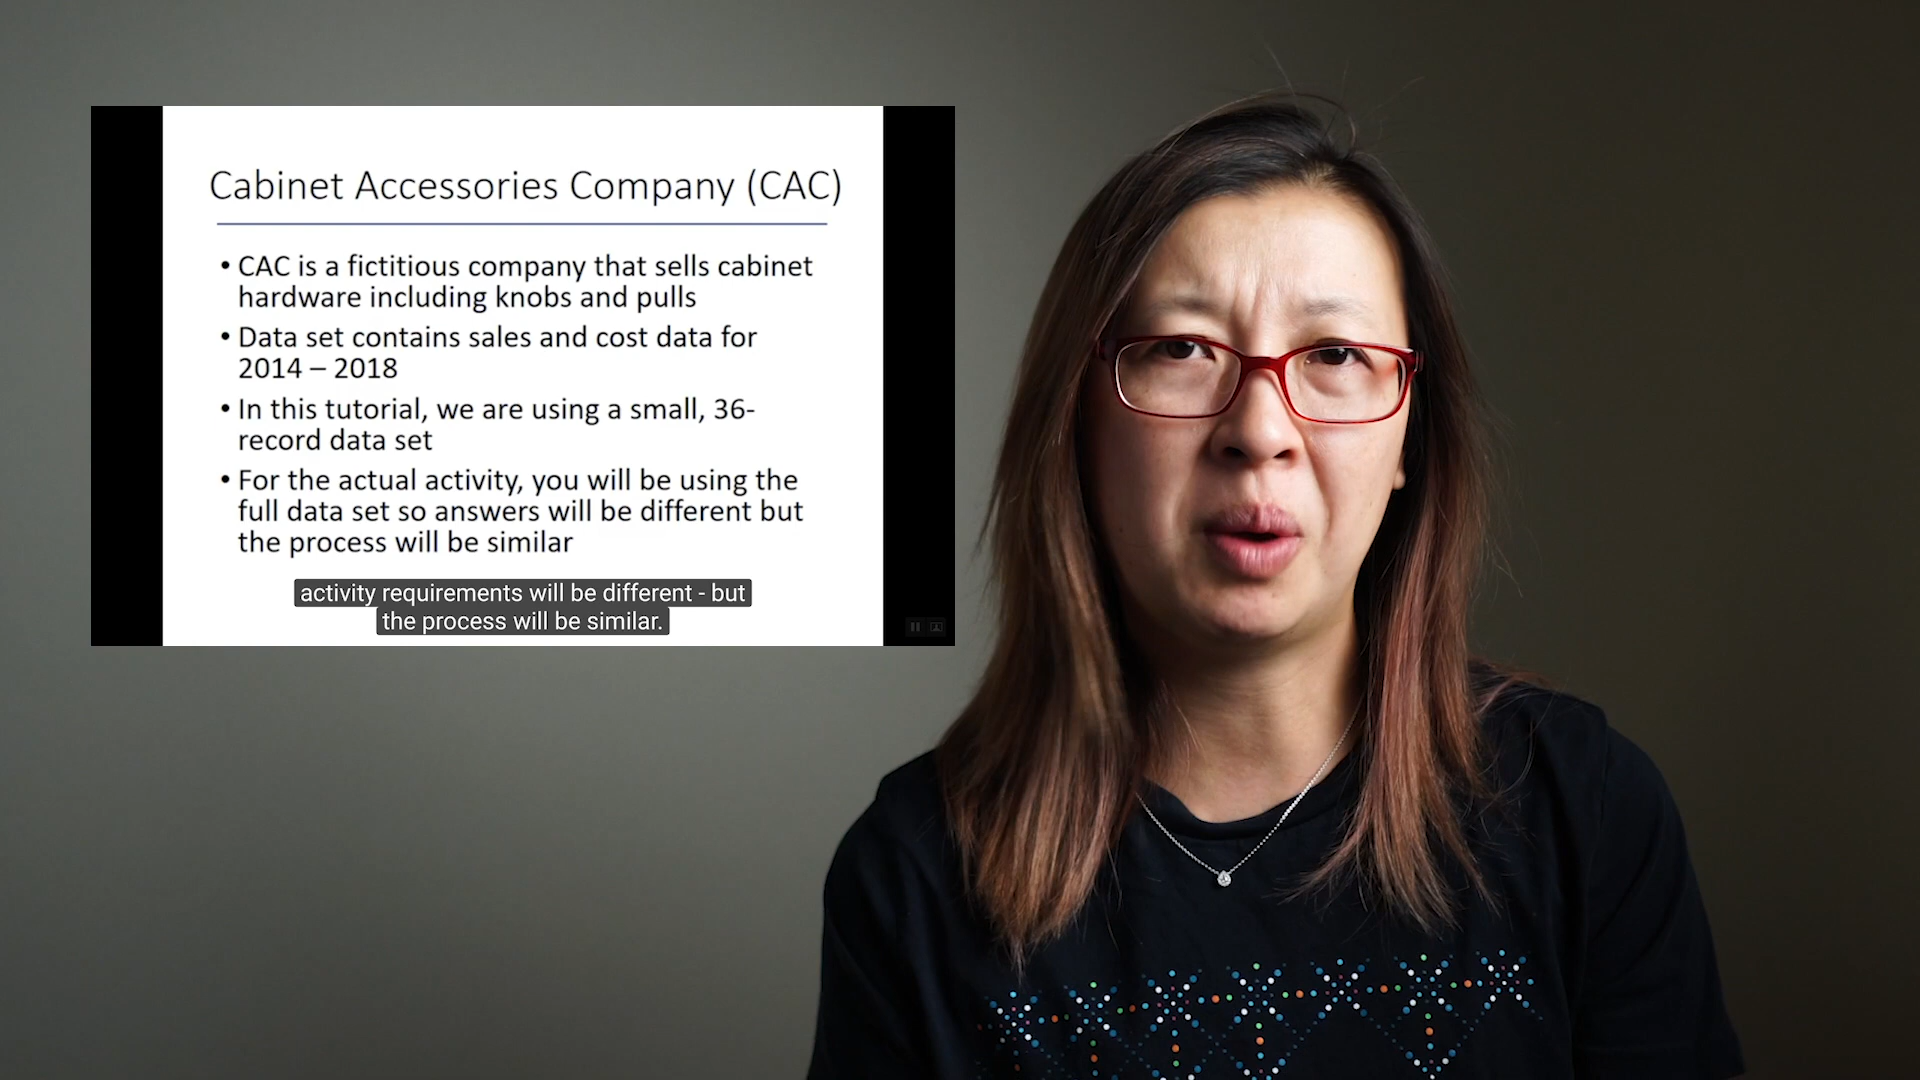 Cabinet Accessories Company (CAC)
• CAC is a fictitious company that sells cabinet
hardware including knobs and pulls
• Data set contains sales and cost data for
2014 – 2018
• In this tutorial, we are using a small, 36-
record data set
• For the actual activity, you will be using the
full data set so answers will be different but
the process will be similar
activity requirements will be different - but
the process will be similar.